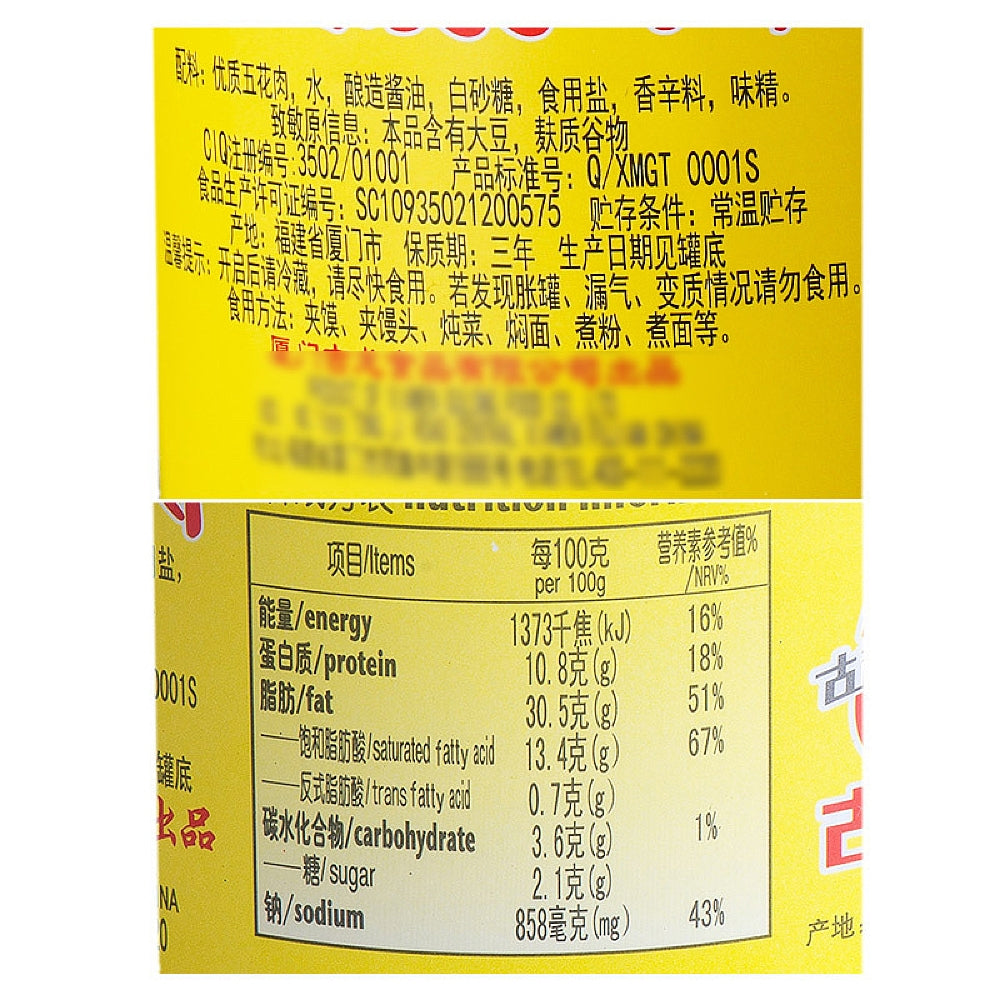 配料：优质五花肉，水，酿造酱油，白砂糖，食用盐，香辛料，味精。
致敏原信息：本品含有大豆，麸质谷物
CIQ注册编号:3502/01001 产品标准号：Q/XMGT 0001S
食品生产许可证编号：SC10935021200575 贮存条件：常温贮存
产地：福建省厦门市 保质期：三年 生产日期见罐底
温馨提示：开启后请冷藏，请尽快食用。若发现胀罐、漏气、变质情况请勿食用。
食用方法：夹馍、夹馒头、炖菜、焖面、煮粉、煮面等。
项目/Items 每100克 per 100g 营养素参考值%/NRV%
能量/energy 1373千焦(kJ) 16%
蛋白质/protein 10.8克(g) 18%
脂肪/fat 30.5克(g) 51%
——饱和脂肪酸/saturated fatty acid 13.4克(g) 67%
——反式脂肪酸/trans fatty acid 0.7克(g)
碳水化合物/carbohydrate 3.6克(g) 1%
——糖/sugar 2.1克(g)
钠/sodium 858毫克(mg) 43%
盐，
0001S
罐底
出品
NA
0
古
古
产地：